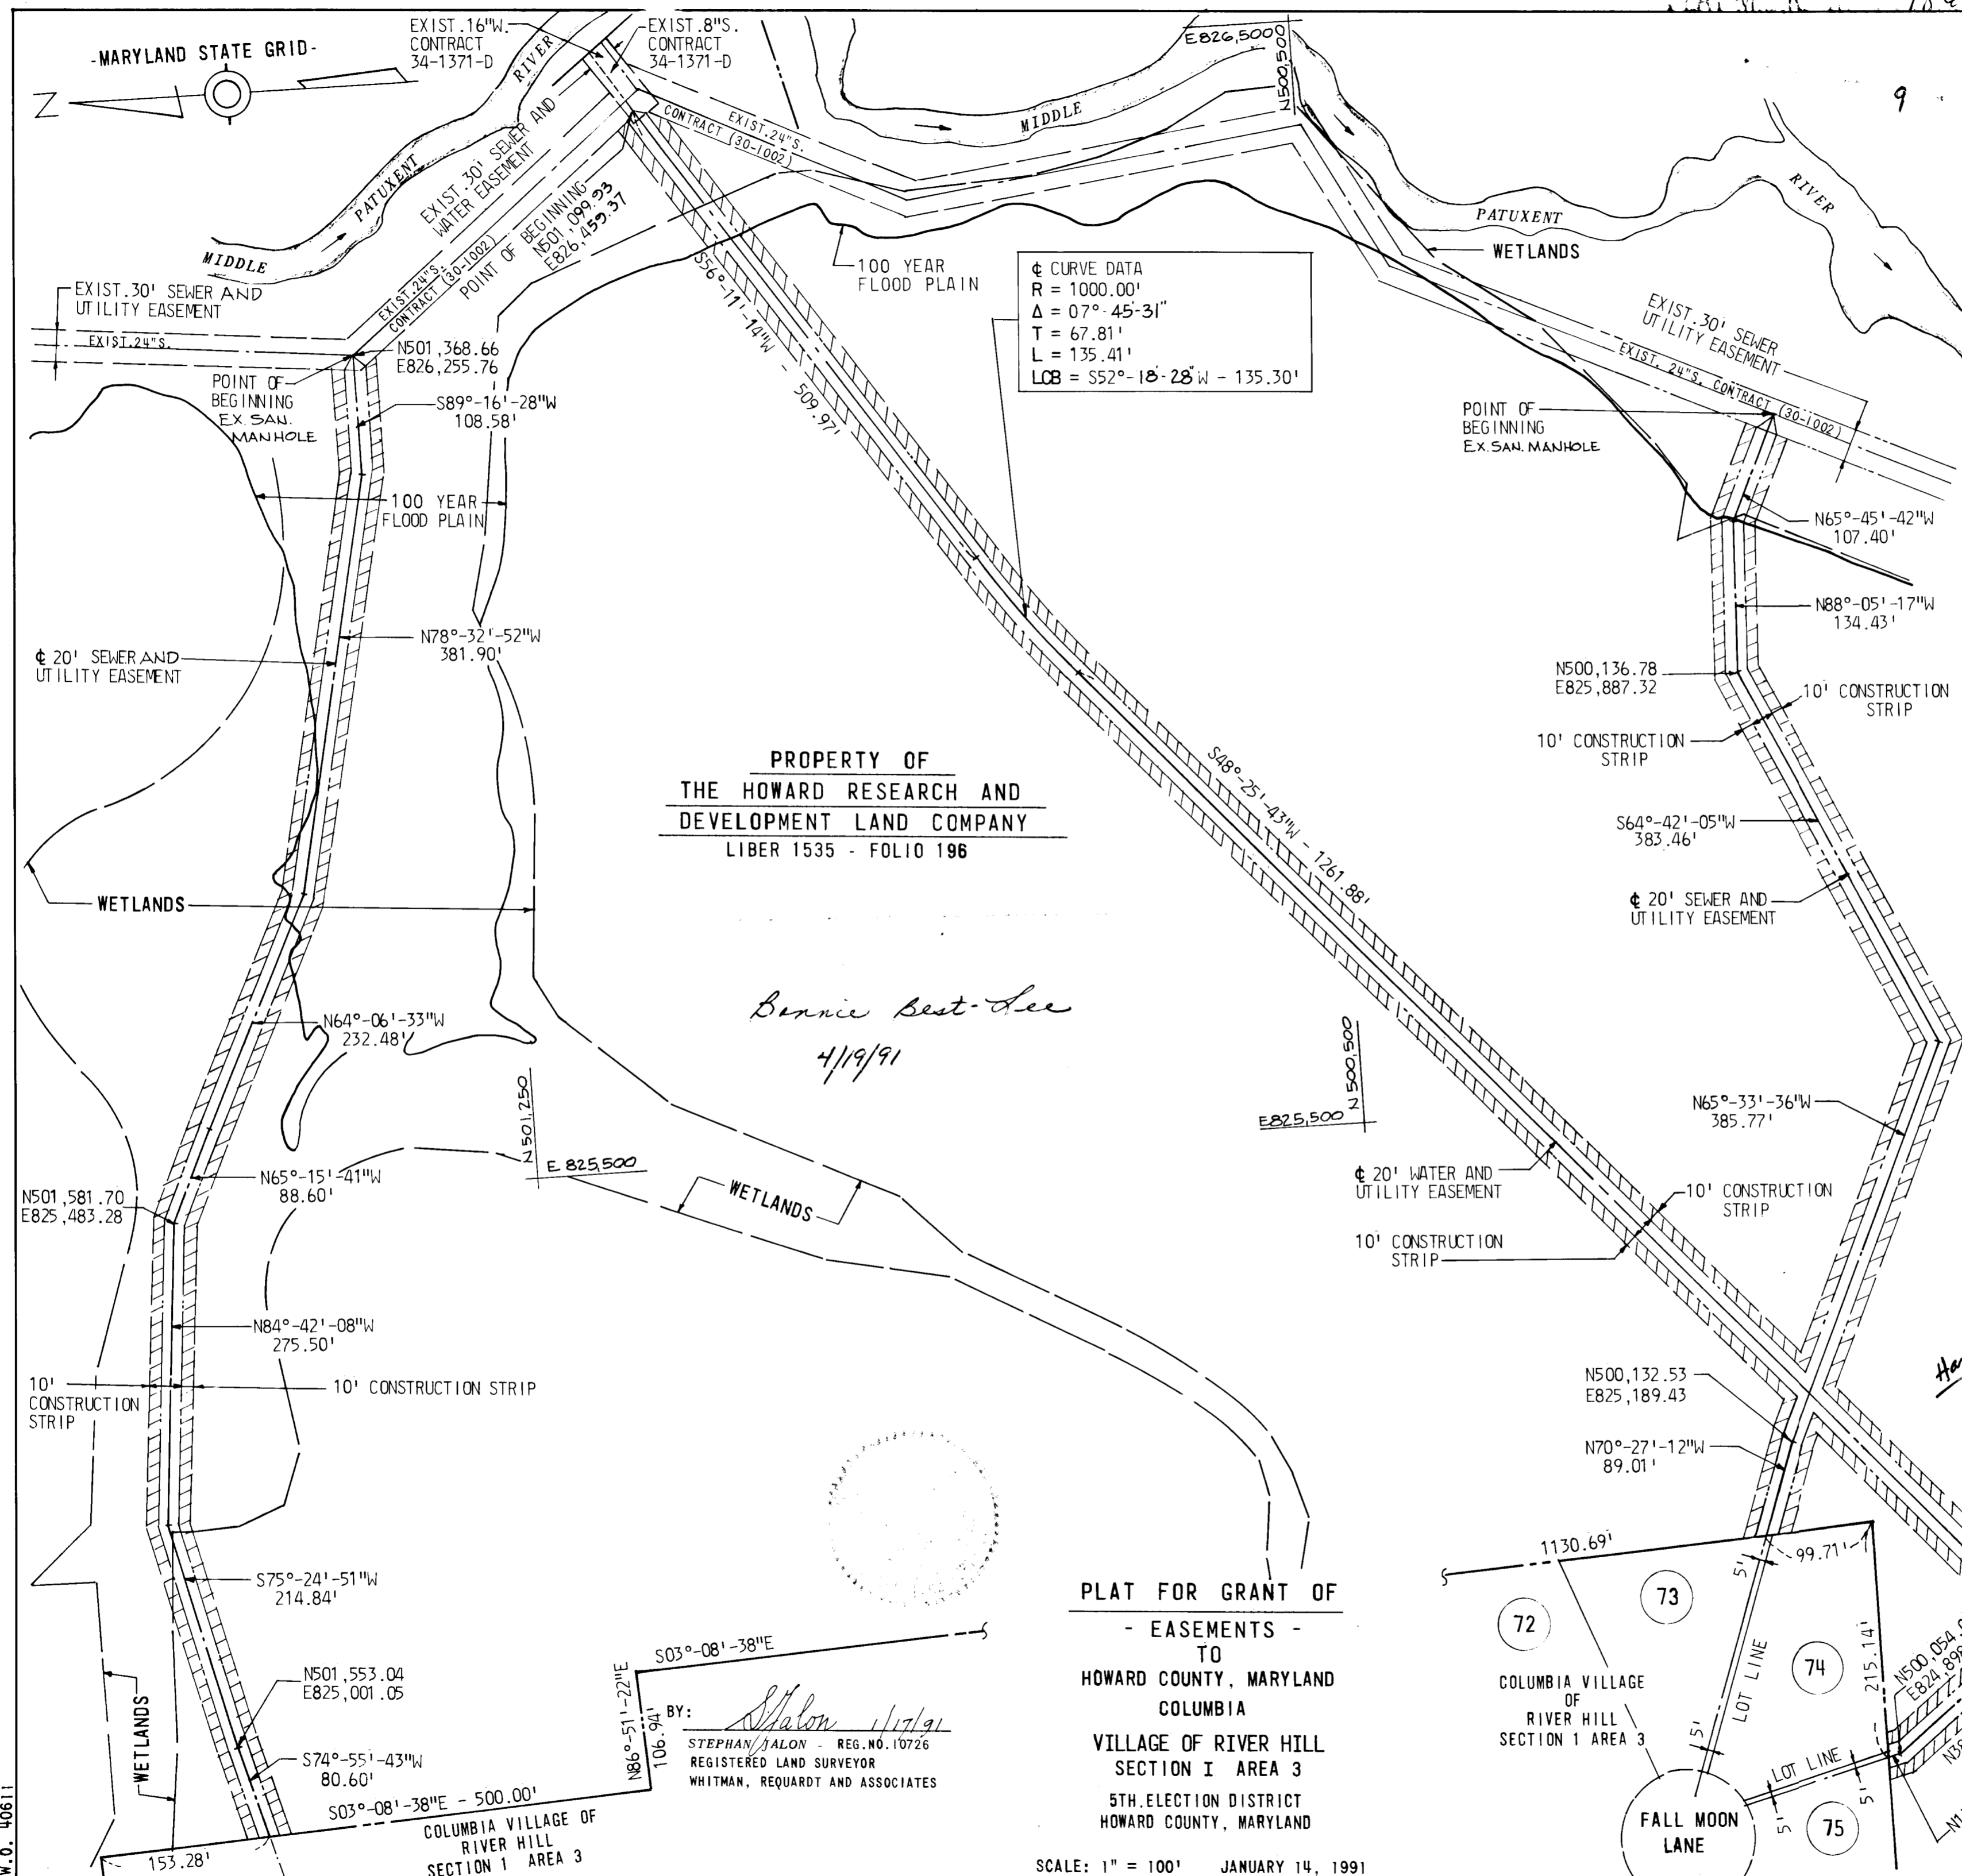 -MARYLAND STATE GRID-
Z
EXIST.16"W.
CONTRACT
34-1371-D
EXIST.8"S.
CONTRACT
34-1371-D
RIVER
PATUXENT
MIDDLE
EXIST.30' SEWER AND
WATER EASEMENT
EXIST.24"S.
CONTRACT (30-1002)
POINT OF BEGINNING
N501,099.93
E826,459.37
EXIST.24"S.
CONTRACT (30-1002)
E826,5000
N500,500
MIDDLE
9
PATUXENT
RIVER
WETLANDS
EXIST.30' SEWER AND
UTILITY EASEMENT
EXIST.24"S.
N501,368.66
E826,255.76
POINT OF
BEGINNING
EX. SAN.
MANHOLE
S89°-16'-28"W
108.58'
100 YEAR
FLOOD PLAIN
100 YEAR
FLOOD PLAIN
S56°-11'-14"W - 509.97'
℄ CURVE DATA
R = 1000.00'
Δ = 07°-45'-31"
T = 67.81'
L = 135.41'
LCB = S52°-18'-28"W - 135.30'
EXIST.30' SEWER
UTILITY EASEMENT
EXIST. 24"S. CONTRACT (30-1002)
POINT OF
BEGINNING
EX. SAN. MANHOLE
N65°-45'-42"W
107.40'
N88°-05'-17"W
134.43'
N78°-32'-52"W
381.90'
℄ 20' SEWER AND
UTILITY EASEMENT
N500,136.78
E825,887.32
10' CONSTRUCTION
STRIP
10' CONSTRUCTION
STRIP
PROPERTY OF
THE HOWARD RESEARCH AND
DEVELOPMENT LAND COMPANY
LIBER 1535 - FOLIO 196
S48°-25'-43"W - 1261.88'
S64°-42'-05"W
383.46'
℄ 20' SEWER AND
UTILITY EASEMENT
WETLANDS
Bonnie Best-Lee
4/19/91
N64°-06'-33"W
232.48'
N501,250
E 825,500
N500,500
E825,500
N65°-33'-36"W
385.77'
N65°-15'-41"W
88.60'
N501,581.70
E825,483.28
WETLANDS
℄ 20' WATER AND
UTILITY EASEMENT
10' CONSTRUCTION
STRIP
10' CONSTRUCTION
STRIP
N84°-42'-08"W
275.50'
10'
CONSTRUCTION
STRIP
10' CONSTRUCTION STRIP
N500,132.53
E825,189.43
N70°-27'-12"W
89.01'
S75°-24'-51"W
214.84'
N501,553.04
E825,001.05
WETLANDS
S74°-55'-43"W
80.60'
S03°-08'-38"E
N86°-51'-22"E
106.94'
S03°-08'-38"E - 500.00'
153.28'
COLUMBIA VILLAGE OF
RIVER HILL
SECTION 1 AREA 3
BY:
SJalon 1/17/91
STEPHAN JALON - REG.NO.10726
REGISTERED LAND SURVEYOR
WHITMAN, REQUARDT AND ASSOCIATES
PLAT FOR GRANT OF
- EASEMENTS -
TO
HOWARD COUNTY, MARYLAND
COLUMBIA
VILLAGE OF RIVER HILL
SECTION I AREA 3
5TH.ELECTION DISTRICT
HOWARD COUNTY, MARYLAND
SCALE: 1" = 100' JANUARY 14, 1991
1130.69'
99.71'
5'
72
73
74
75
215.14'
COLUMBIA VILLAGE
OF
RIVER HILL
SECTION 1 AREA 3
LOT LINE
5'
LOT LINE
5'
5'
FALL MOON
LANE
N500,054.
E824,898
W.O. 40611